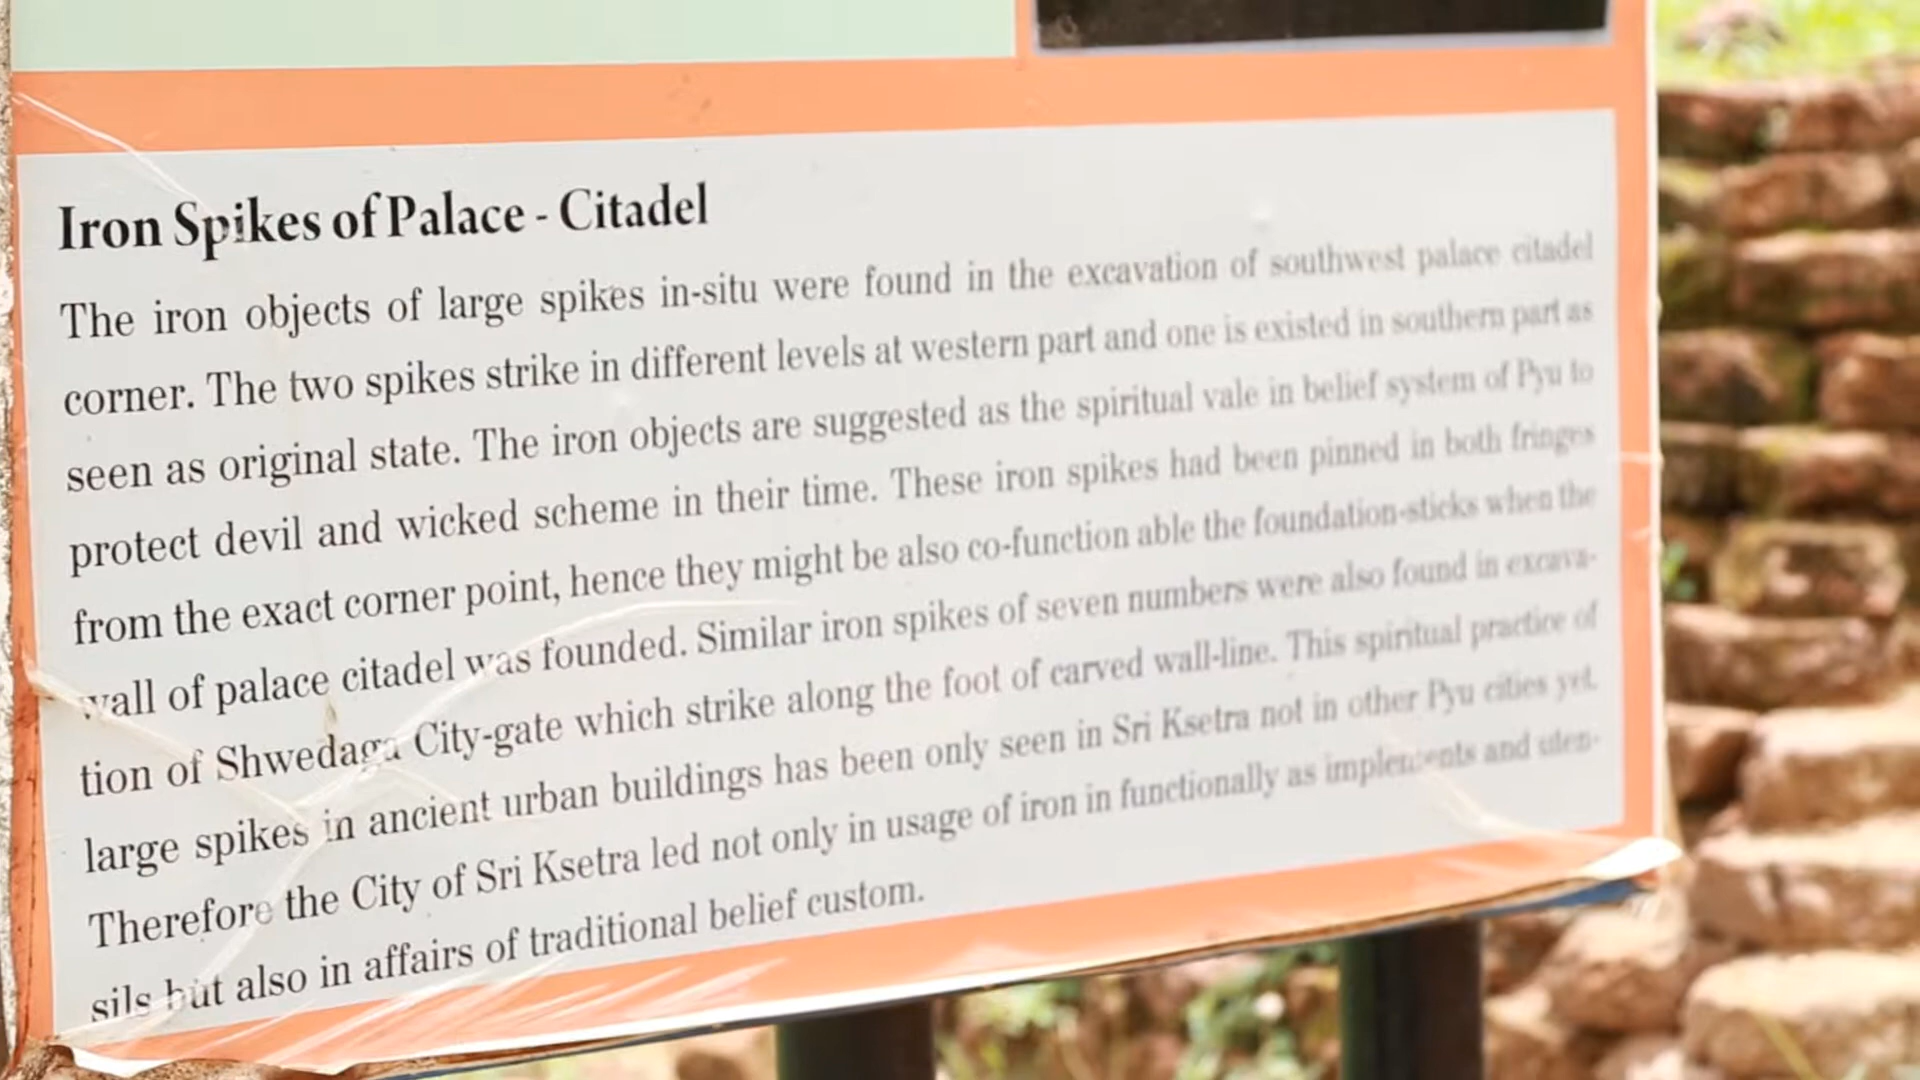 Iron Spikes of Palace - Citadel
The iron objects of large spikes in-situ were found in the excavation of southwest palace citadel
corner. The two spikes strike in different levels at western part and one is existed in southern part as
seen as original state. The iron objects are suggested as the spiritual vale in belief system of Pyu to
protect devil and wicked scheme in their time. These iron spikes had been pinned in both fringes
from the exact corner point, hence they might be also co-function able the foundation-sticks when the
wall of palace citadel was founded. Similar iron spikes of seven numbers were also found in excava-
tion of Shwedaga City-gate which strike along the foot of carved wall-line. This spiritual practice of
large spikes in ancient urban buildings has been only seen in Sri Ksetra not in other Pyu cities yet.
Therefore the City of Sri Ksetra led not only in usage of iron in functionally as implements and uten-
sils but also in affairs of traditional belief custom.